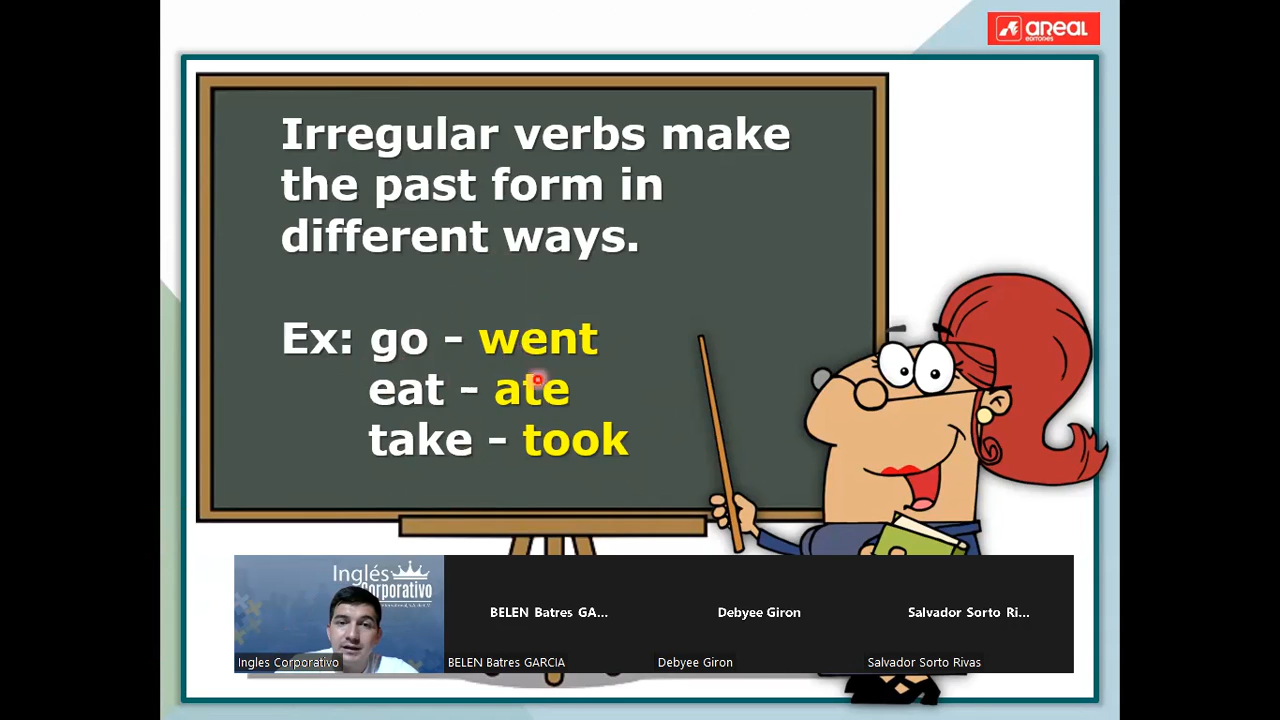 aReaL
EDITORES
Irregular verbs make
the past form in
different ways.
Ex: go - went
eat - ate
take - took
Inglés
Corporativo
Ingles Corporativo
BELEN Batres GA...
BELEN Batres GARCIA
Debyee Giron
Debyee Giron
Salvador Sorto Ri...
Salvador Sorto Rivas